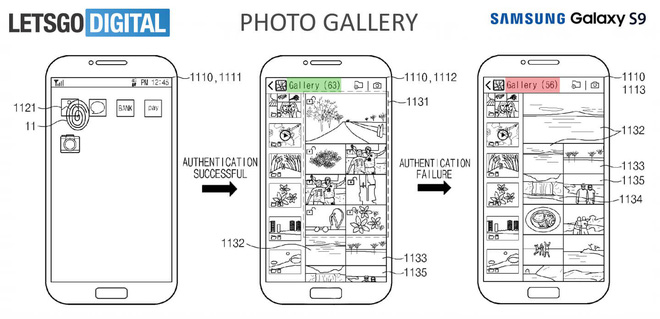 LETSGO DIGITAL
PHOTO GALLERY
SAMSUNG Galaxy S9
PM 12:45
1110,1111
1121
11
BANK
AUTHENTICATION
SUCCESSFUL
Gallery (63)
1110,1112
1131
1132
1133
1135
AUTHENTICATION
FAILURE
Gallery (56)
1110
1113
1132
1133
1135
1134